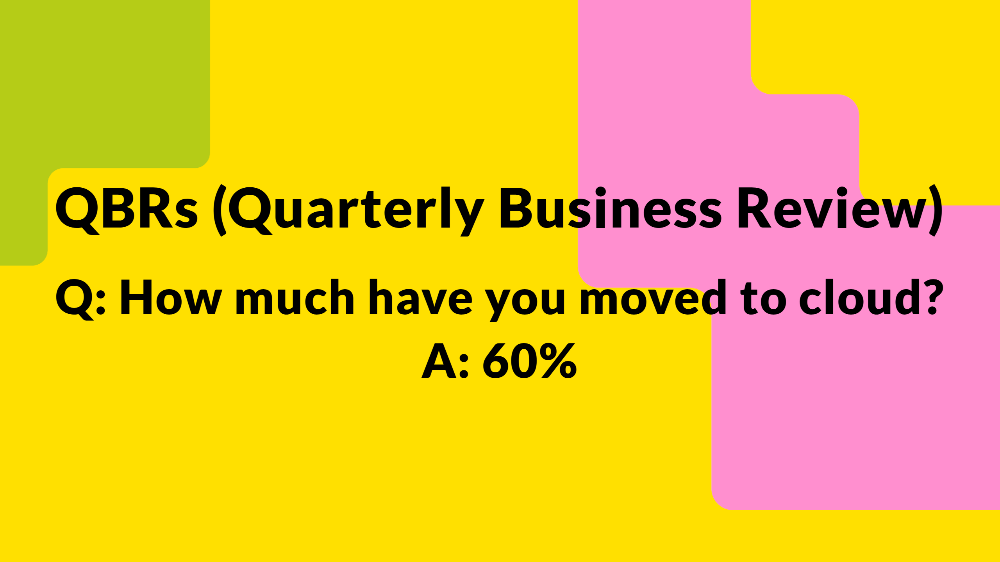 QBRs (Quarterly Business Review)
Q: How much have you moved to cloud?
A: 60%